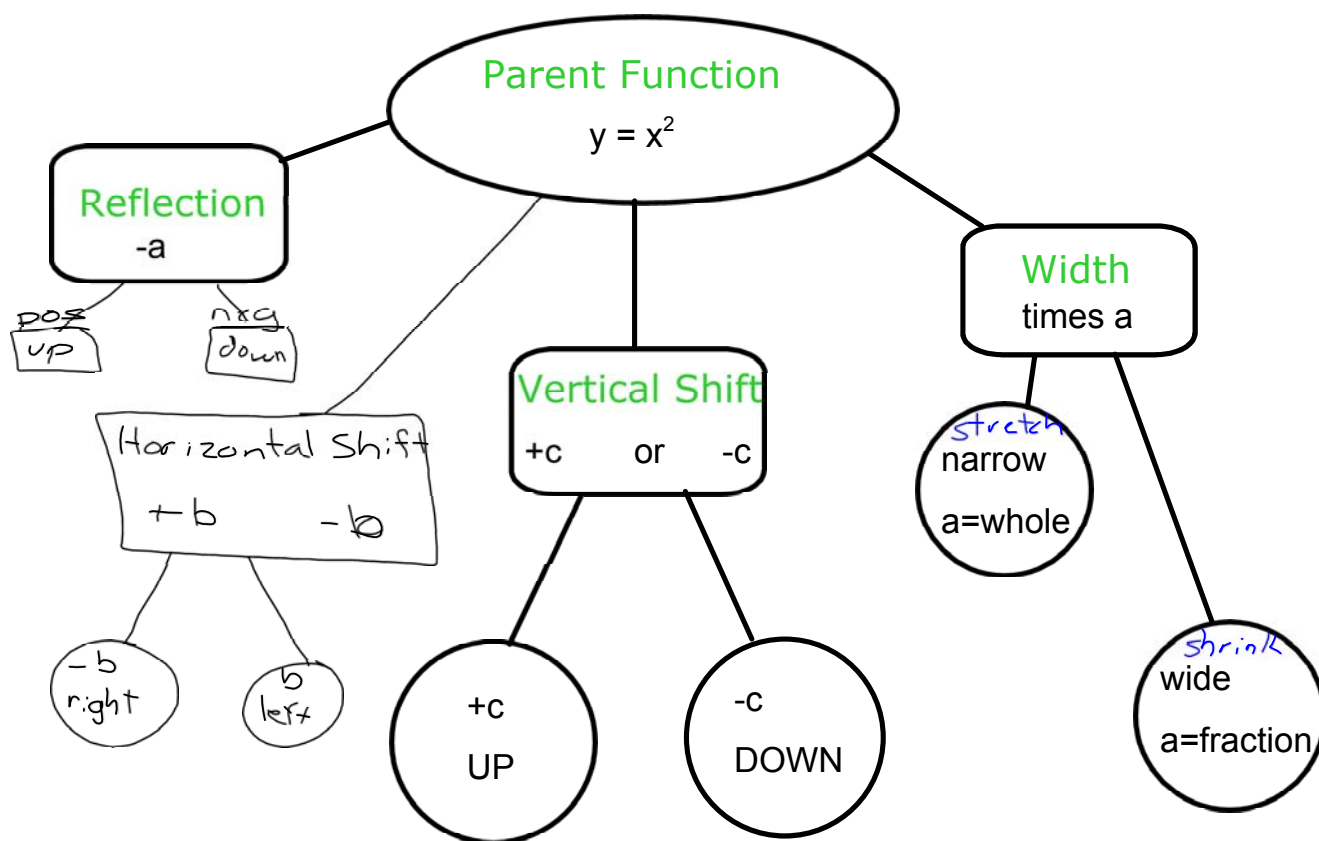 Parent Function
y = x²
Reflection
-a
pos
up
neg
down
Horizontal Shift
+b -b
-b
right
b
left
Vertical Shift
+c or -c
+c
UP
-c
DOWN
Width
times a
stretch
narrow
a=whole
shrink
wide
a=fraction